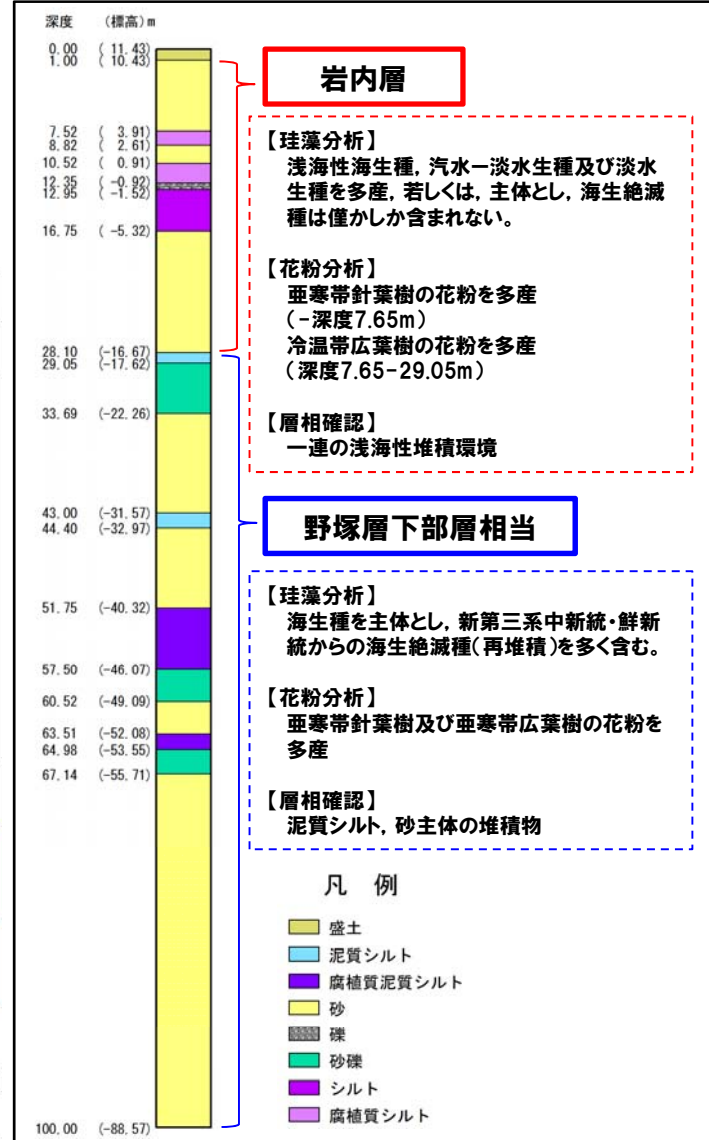 深度 (標高)m
0.00 ( 11.43)
1.00 ( 10.43)
7.52 ( 3.91)
8.82 ( 2.61)
10.52 ( 0.91)
12.35 ( -0.92)
12.95 ( -1.52)
16.75 ( -5.32)
28.10 (-16.67)
29.05 (-17.62)
33.69 (-22.26)
43.00 (-31.57)
44.40 (-32.97)
51.75 (-40.32)
57.50 (-46.07)
60.52 (-49.09)
63.51 (-52.08)
64.98 (-53.55)
67.14 (-55.71)
100.00 (-88.57)
岩内層
【珪藻分析】
浅海性海生種，汽水－淡水生種及び淡水
生種を多産，若しくは，主体とし，海生絶滅
種は僅かしか含まれない。
【花粉分析】
亜寒帯針葉樹の花粉を多産
（-深度7.65m）
冷温帯広葉樹の花粉を多産
（深度7.65-29.05m）
【層相確認】
一連の浅海性堆積環境
野塚層下部層相当
【珪藻分析】
海生種を主体とし，新第三系中新統・鮮新
統からの海生絶滅種（再堆積）を多く含む。
【花粉分析】
亜寒帯針葉樹及び亜寒帯広葉樹の花粉を
多産
【層相確認】
泥質シルト，砂主体の堆積物
凡 例
盛土
泥質シルト
腐植質泥質シルト
砂
礫
砂礫
シルト
腐植質シルト